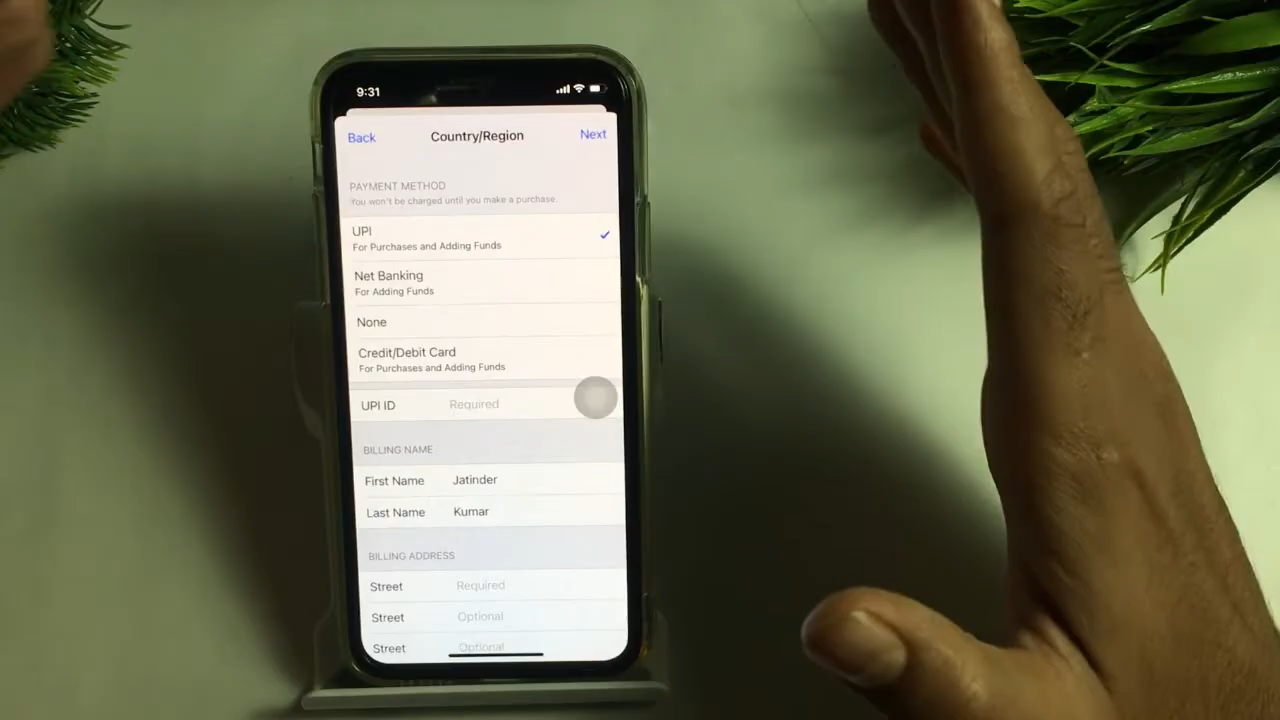 9:31
Back Country/Region Next
PAYMENT METHOD
You won't be charged until you make a purchase.
UPI
For Purchases and Adding Funds
Net Banking
For Adding Funds
None
Credit/Debit Card
For Purchases and Adding Funds
UPI ID Required
BILLING NAME
First Name Jatinder
Last Name Kumar
BILLING ADDRESS
Street Required
Street Optional
Street Optional